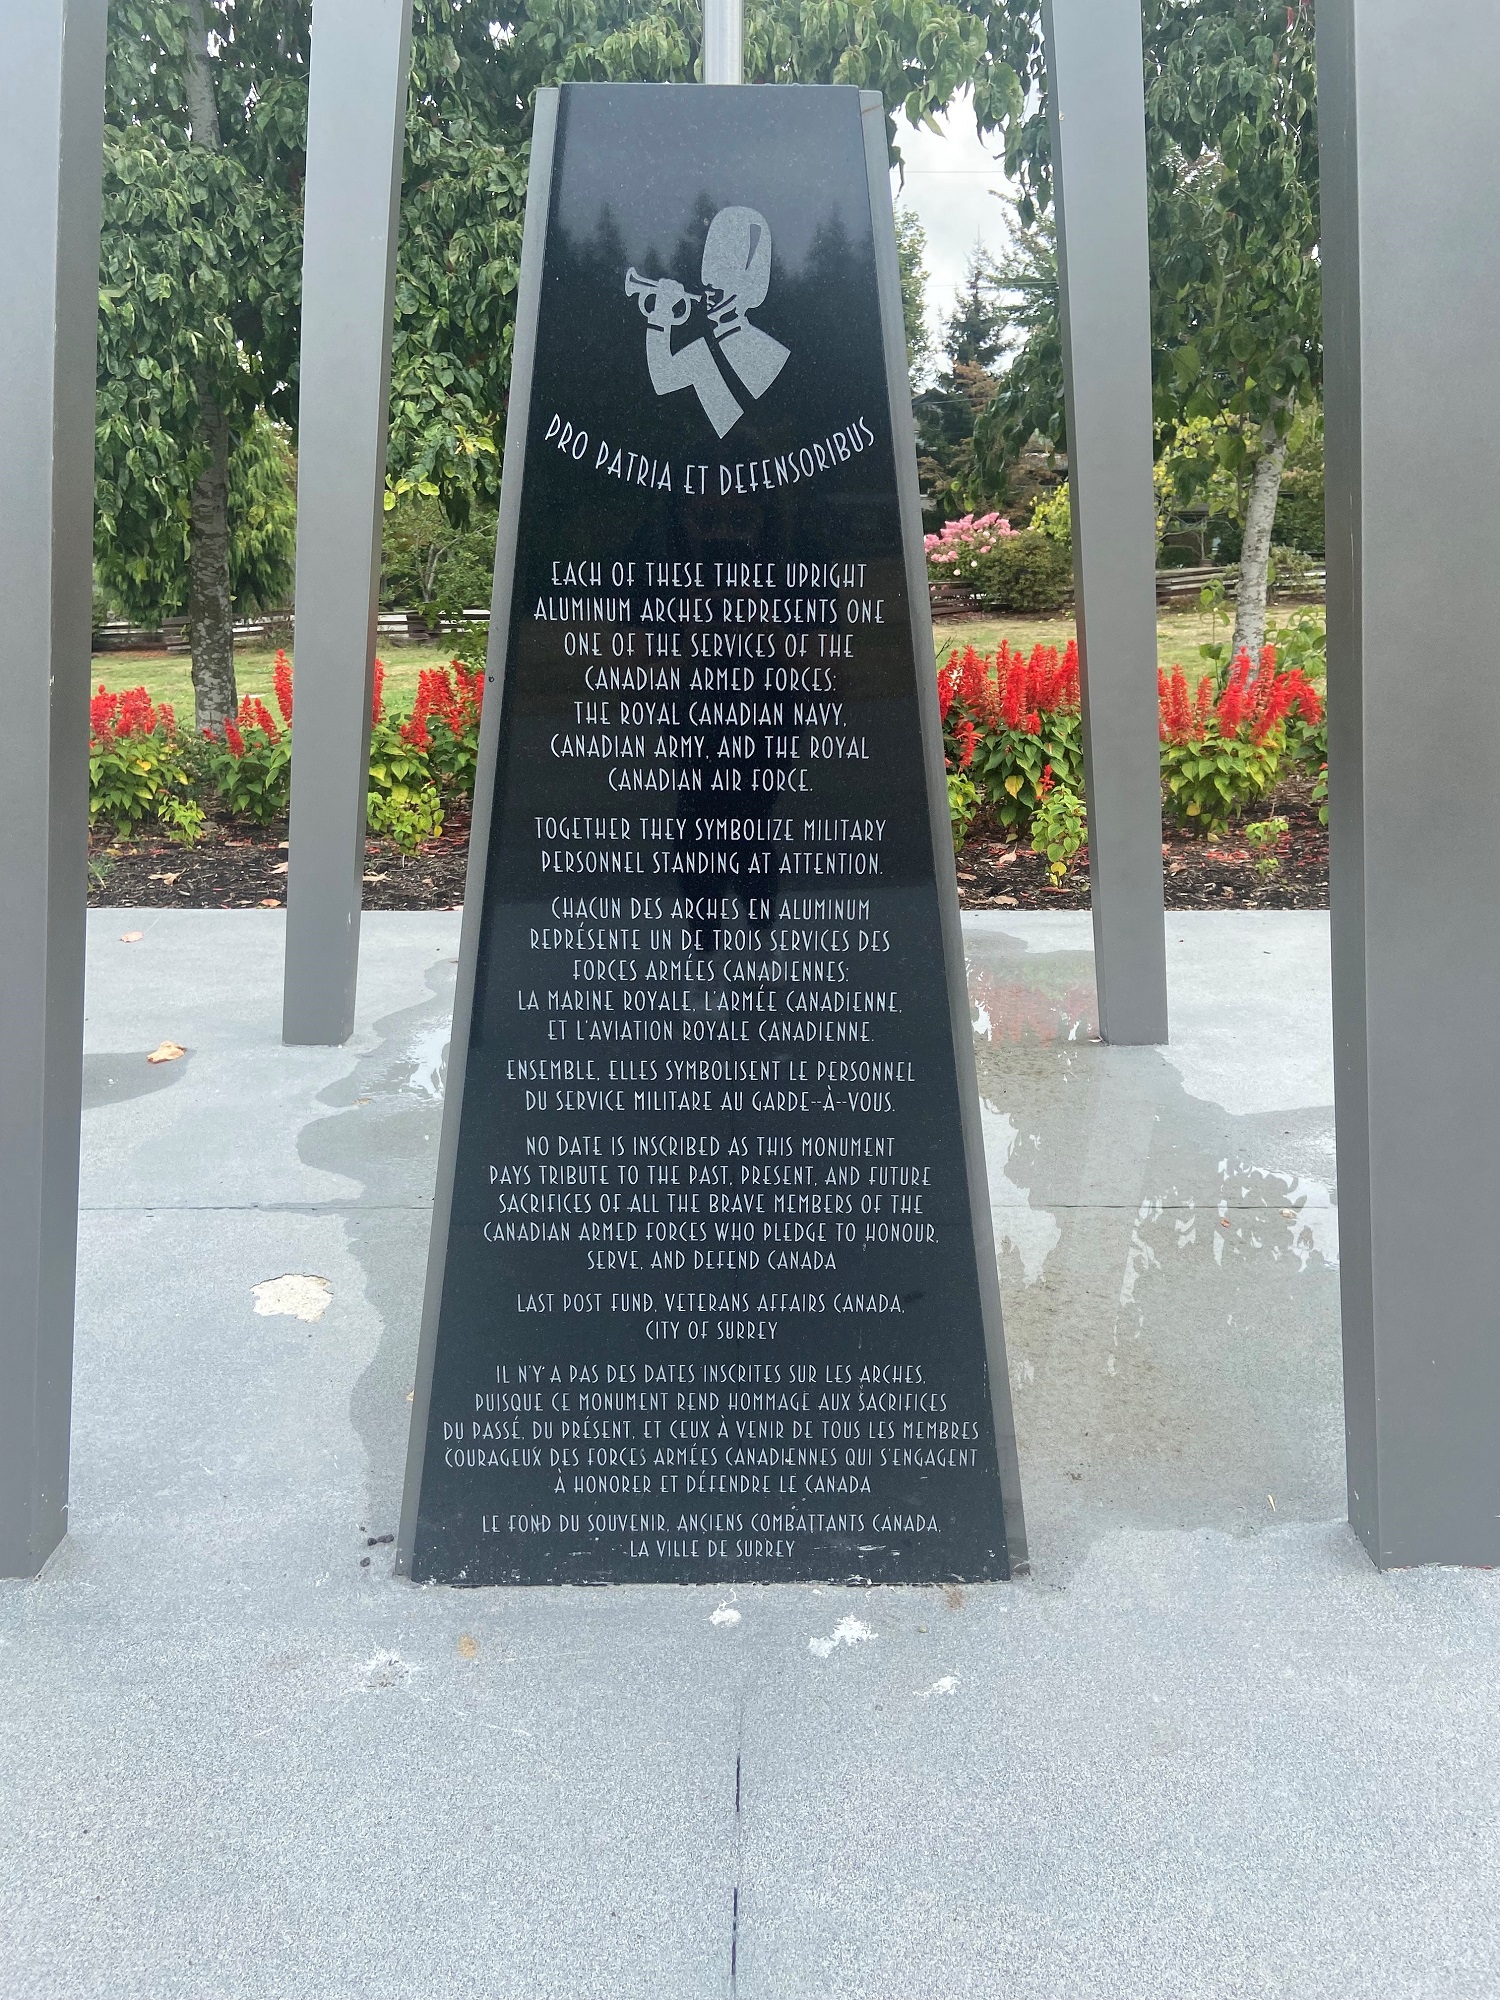 PRO PATRIA ET DEFENSORIBUS
EACH OF THESE THREE UPRIGHT
ALUMINUM ARCHES REPRESENTS ONE
ONE OF THE SERVICES OF THE
CANADIAN ARMED FORCES:
THE ROYAL CANADIAN NAVY,
CANADIAN ARMY, AND THE ROYAL
CANADIAN AIR FORCE.
TOGETHER THEY SYMBOLIZE MILITARY
PERSONNEL STANDING AT ATTENTION.
CHACUN DES ARCHES EN ALUMINUM
REPRÉSENTE UN DE TROIS SERVICES DES
FORCES ARMÉES CANADIENNES:
LA MARINE ROYALE, L'ARMÉE CANADIENNE,
ET L'AVIATION ROYALE CANADIENNE.
ENSEMBLE, ELLES SYMBOLISENT LE PERSONNEL
DU SERVICE MILITARE AU GARDE--À--VOUS.
NO DATE IS INSCRIBED AS THIS MONUMENT
PAYS TRIBUTE TO THE PAST, PRESENT, AND FUTURE
SACRIFICES OF ALL THE BRAVE MEMBERS OF THE
CANADIAN ARMED FORCES WHO PLEDGE TO HONOUR,
SERVE, AND DEFEND CANADA
LAST POST FUND, VETERANS AFFAIRS CANADA,
CITY OF SURREY
IL N'Y' A PAS DES DATES INSCRITES SUR LES ARCHES,
PUISQUE CE MONUMENT REND HOMMAGE AUX SACRIFICES
DU PASSÉ, DU PRÉSENT, ET CEUX À VENIR DE TOUS LES MEMBRES
COURAGEUX DES FORCES ARMÉES CANADIENNES QUI S'ENGAGENT
À HONORER ET DÉFENDRE LE CANADA
LE FOND DU SOUVENIR, ANCIENS COMBATTANTS CANADA,
LA VILLE DE SURREY